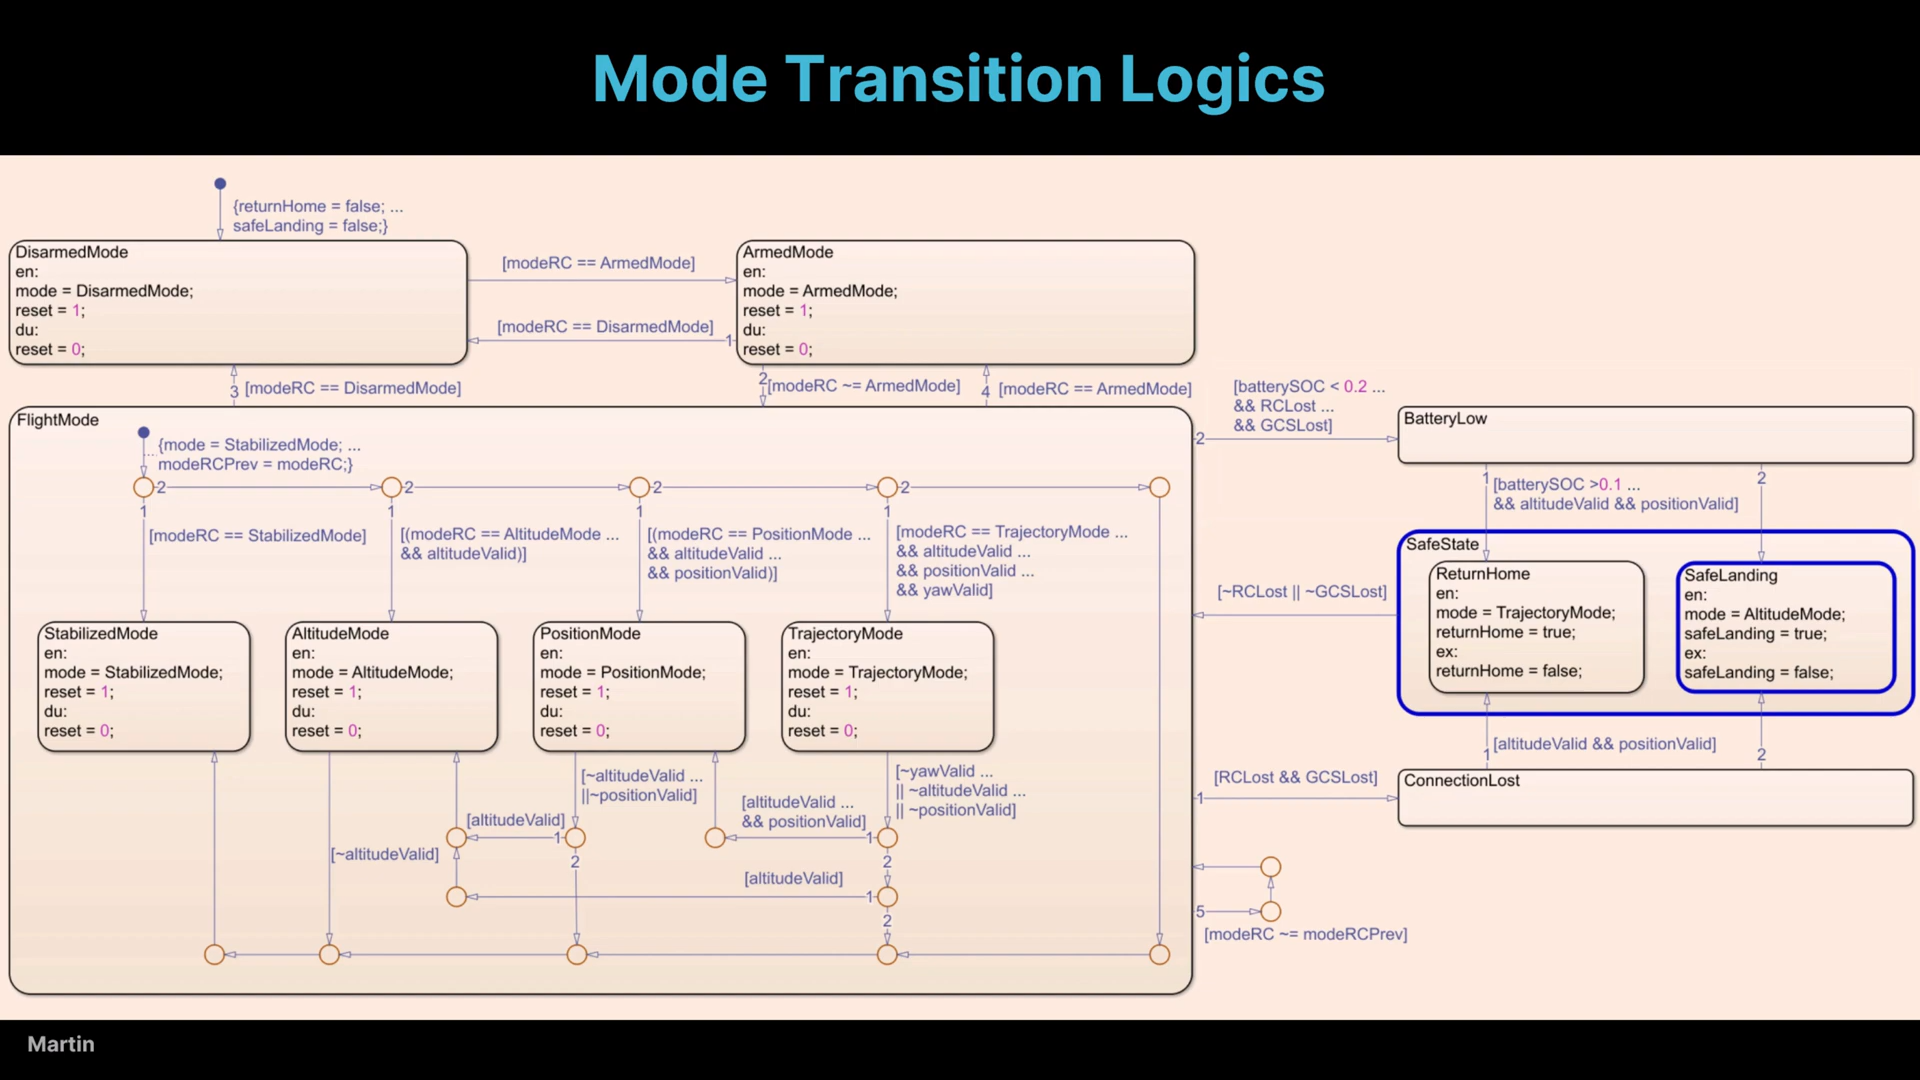 Mode Transition Logics
{returnHome = false; ...
safeLanding = false;}
DisarmedMode
en:
mode = DisarmedMode;
reset = 1;
du:
reset = 0;
[modeRC == ArmedMode]
[modeRC == DisarmedMode]
1
ArmedMode
en:
mode = ArmedMode;
reset = 1;
du:
reset = 0;
3
[modeRC == DisarmedMode]
2
[modeRC ~= ArmedMode]
4
[modeRC == ArmedMode]
FlightMode
{mode = StabilizedMode; ...
modeRCPrev = modeRC;}
2
2
2
2
1
1
1
1
[modeRC == StabilizedMode]
[(modeRC == AltitudeMode ...
&& altitudeValid)]
[(modeRC == PositionMode ...
&& altitudeValid ...
&& positionValid)]
[modeRC == TrajectoryMode ...
&& altitudeValid ...
&& positionValid ...
&& yawValid]
StabilizedMode
en:
mode = StabilizedMode;
reset = 1;
du:
reset = 0;
AltitudeMode
en:
mode = AltitudeMode;
reset = 1;
du:
reset = 0;
PositionMode
en:
mode = PositionMode;
reset = 1;
du:
reset = 0;
TrajectoryMode
en:
mode = TrajectoryMode;
reset = 1;
du:
reset = 0;
[~altitudeValid ...
||~positionValid]
[~yawValid ...
|| ~altitudeValid ...
|| ~positionValid]
[altitudeValid ...
&& positionValid]
[altitudeValid]
1
1
[~altitudeValid]
2
2
[altitudeValid]
1
2
[batterySOC < 0.2 ...
&& RCLost ...
&& GCSLost]
2
BatteryLow
1
[batterySOC >0.1 ...
&& altitudeValid && positionValid]
2
SafeState
ReturnHome
en:
mode = TrajectoryMode;
returnHome = true;
ex:
returnHome = false;
SafeLanding
en:
mode = AltitudeMode;
safeLanding = true;
ex:
safeLanding = false;
[~RCLost || ~GCSLost]
1
[altitudeValid && positionValid]
2
[RCLost && GCSLost]
1
ConnectionLost
5
[modeRC ~= modeRCPrev]
Martin